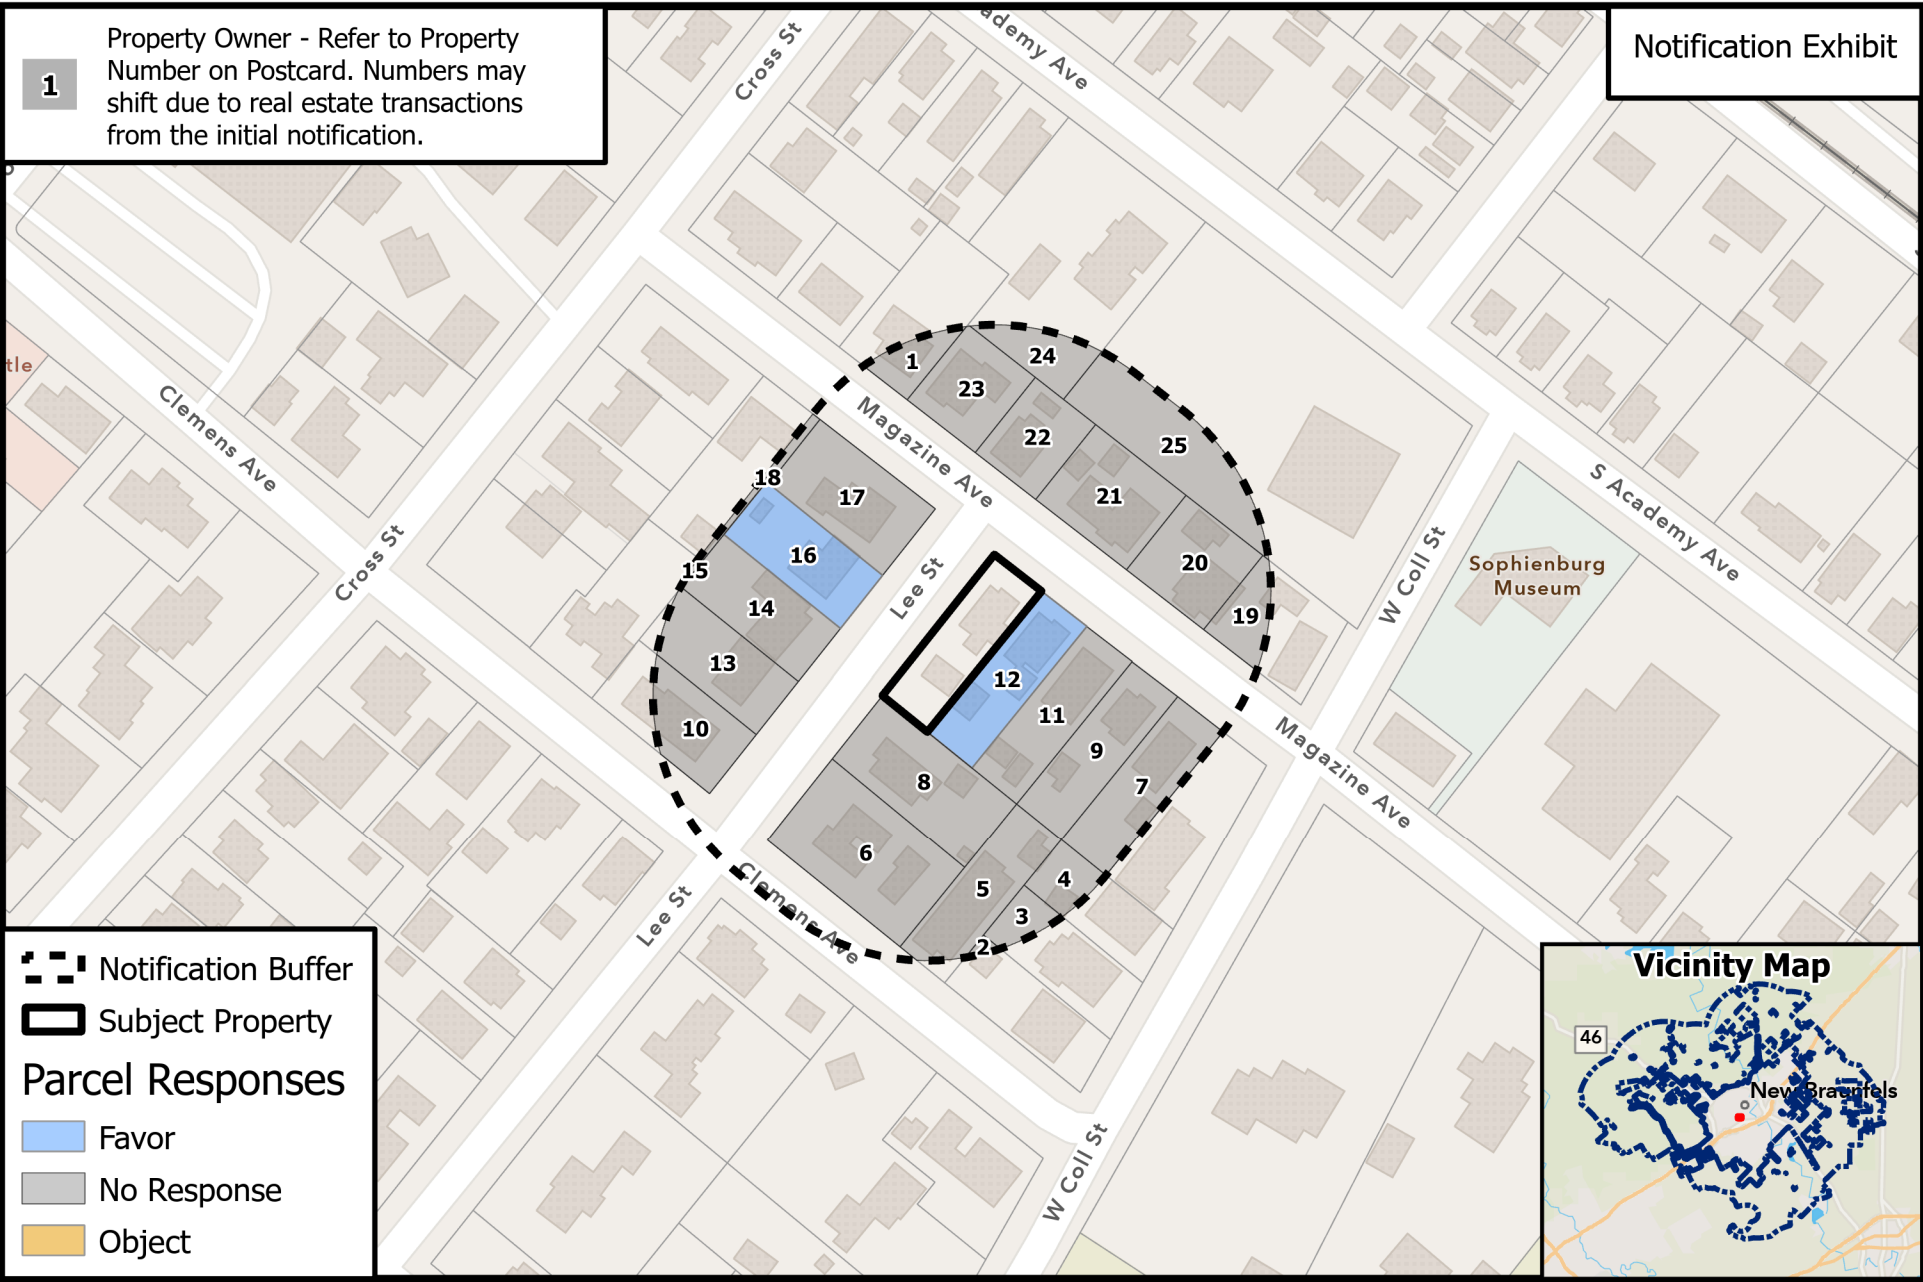 1
Property Owner - Refer to Property
Number on Postcard. Numbers may
shift due to real estate transactions
from the initial notification.
Notification Exhibit
Cross St
ademy Ave
tle
Clemens Ave
Cross St
Magazine Ave
Lee St
W Coll St
S Academy Ave
Sophienburg
Museum
Magazine Ave
Clemens Ave
Lee St
W Coll St
1
24
23
22
25
18
17
21
16
15
20
14
19
13
12
10
11
9
8
7
6
5
4
3
2
Notification Buffer
Subject Property
Parcel Responses
Favor
No Response
Object
Vicinity Map
46
New Braunfels